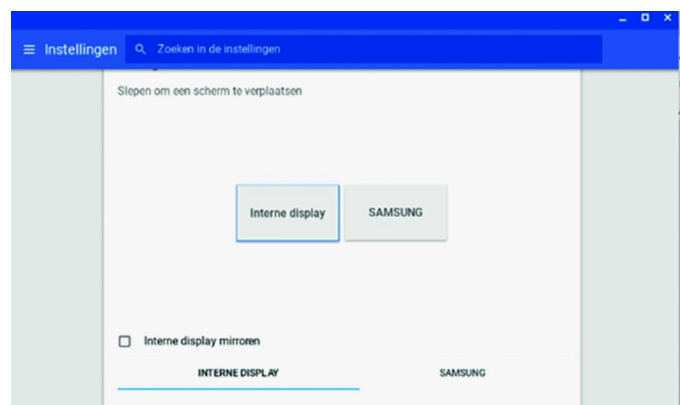 Instellingen
Zoeken in de instellingen
Slepen om een scherm te verplaatsen
Interne display
SAMSUNG
Interne display mirroren
INTERNE DISPLAY
SAMSUNG